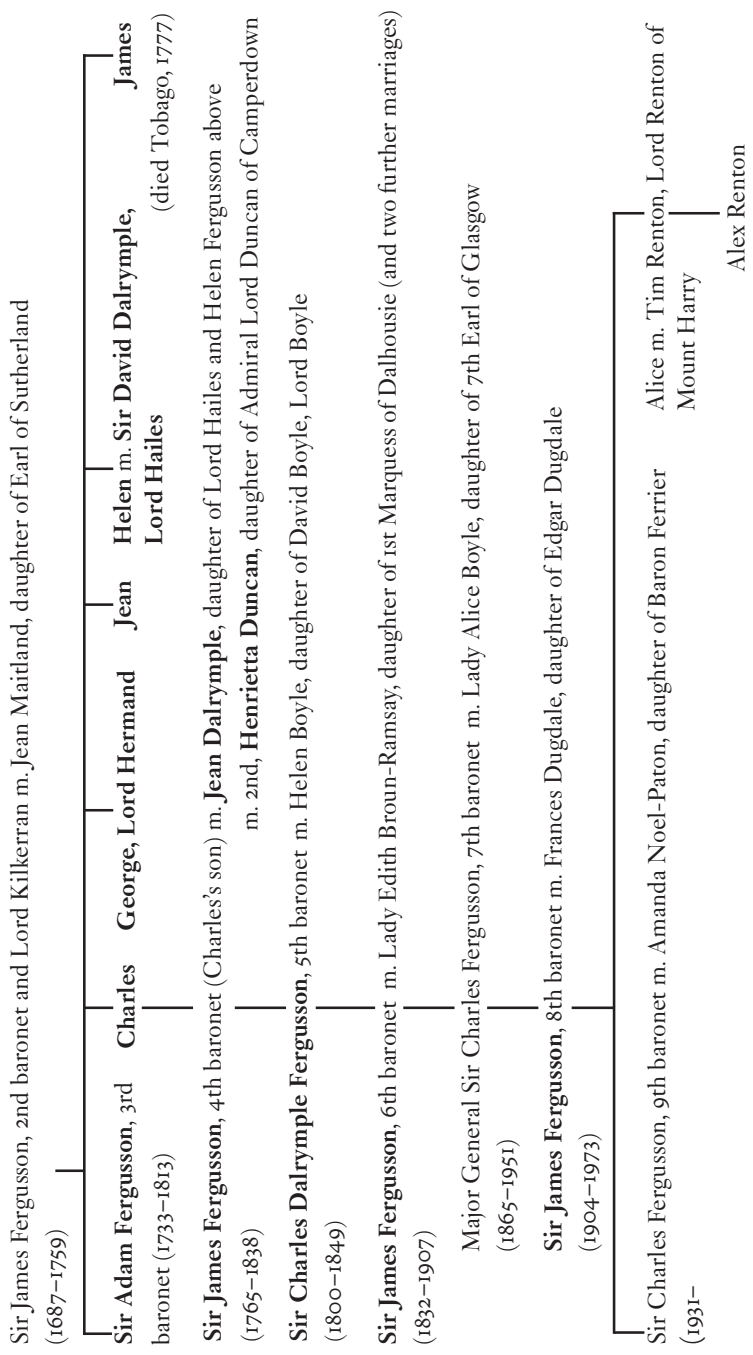 Sir James Fergusson, 2nd baronet and Lord Kilkerran m. Jean Maitland, daughter of Earl of Sutherland
(1687–1759)
Sir Adam Fergusson, 3rd
baronet (1733–1813)
Charles
George, Lord Hermand
Jean
Helen m. Sir David Dalrymple,
Lord Hailes
James
(died Tobago, 1777)
Sir James Fergusson, 4th baronet (Charles's son) m. Jean Dalrymple, daughter of Lord Hailes and Helen Fergusson above
(1765–1838)
m. 2nd, Henrietta Duncan, daughter of Admiral Lord Duncan of Camperdown
Sir Charles Dalrymple Fergusson, 5th baronet m. Helen Boyle, daughter of David Boyle, Lord Boyle
(1800–1849)
Sir James Fergusson, 6th baronet m. Lady Edith Broun-Ramsay, daughter of 1st Marquess of Dalhousie (and two further marriages)
(1832–1907)
Major General Sir Charles Fergusson, 7th baronet m. Lady Alice Boyle, daughter of 7th Earl of Glasgow
(1865–1951)
Sir James Fergusson, 8th baronet m. Frances Dugdale, daughter of Edgar Dugdale
(1904–1973)
Sir Charles Fergusson, 9th baronet m. Amanda Noel-Paton, daughter of Baron Ferrier
(1931–
Alice m. Tim Renton, Lord Renton of
Mount Harry
Alex Renton